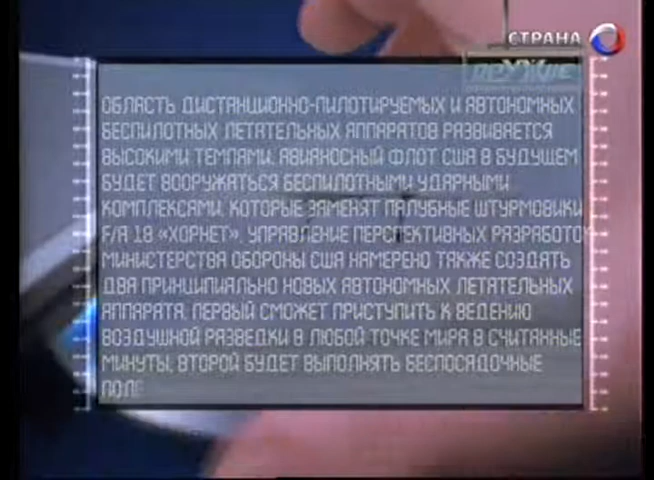 СТРАНА
ОРУЖИЕ
ОБЛАСТЬ ДИСТАНЦИОННО-ПИЛОТИРУЕМЫХ И АВТОНОМНЫХ
БЕСПИЛОТНЫХ ЛЕТАТЕЛЬНЫХ АППАРАТОВ РАЗВИВАЕТСЯ
ВЫСОКИМИ ТЕМПАМИ. АВИАНОСНЫЙ ФЛОТ США В БУДУЩЕМ
БУДЕТ ВООРУЖАТЬСЯ БЕСПИЛОТНЫМИ УДАРНЫМИ
КОМПЛЕКСАМИ, КОТОРЫЕ ЗАМЕНЯТ ПАЛУБНЫЕ ШТУРМОВИКИ
F/A 18 «ХОРНЕТ». УПРАВЛЕНИЕ ПЕРСПЕКТИВНЫХ РАЗРАБОТОК
МИНИСТЕРСТВА ОБОРОНЫ США НАМЕРЕНО ТАКЖЕ СОЗДАТЬ
ДВА ПРИНЦИПИАЛЬНО НОВЫХ АВТОНОМНЫХ ЛЕТАТЕЛЬНЫХ
АППАРАТА. ПЕРВЫЙ СМОЖЕТ ПРИСТУПИТЬ К ВЕДЕНИЮ
ВОЗДУШНОЙ РАЗВЕДКИ В ЛЮБОЙ ТОЧКЕ МИРА В СЧИТАННЫЕ
МИНУТЫ, ВТОРОЙ БУДЕТ ВЫПОЛНЯТЬ БЕСПОСАДОЧНЫЕ
ПОЛЕ